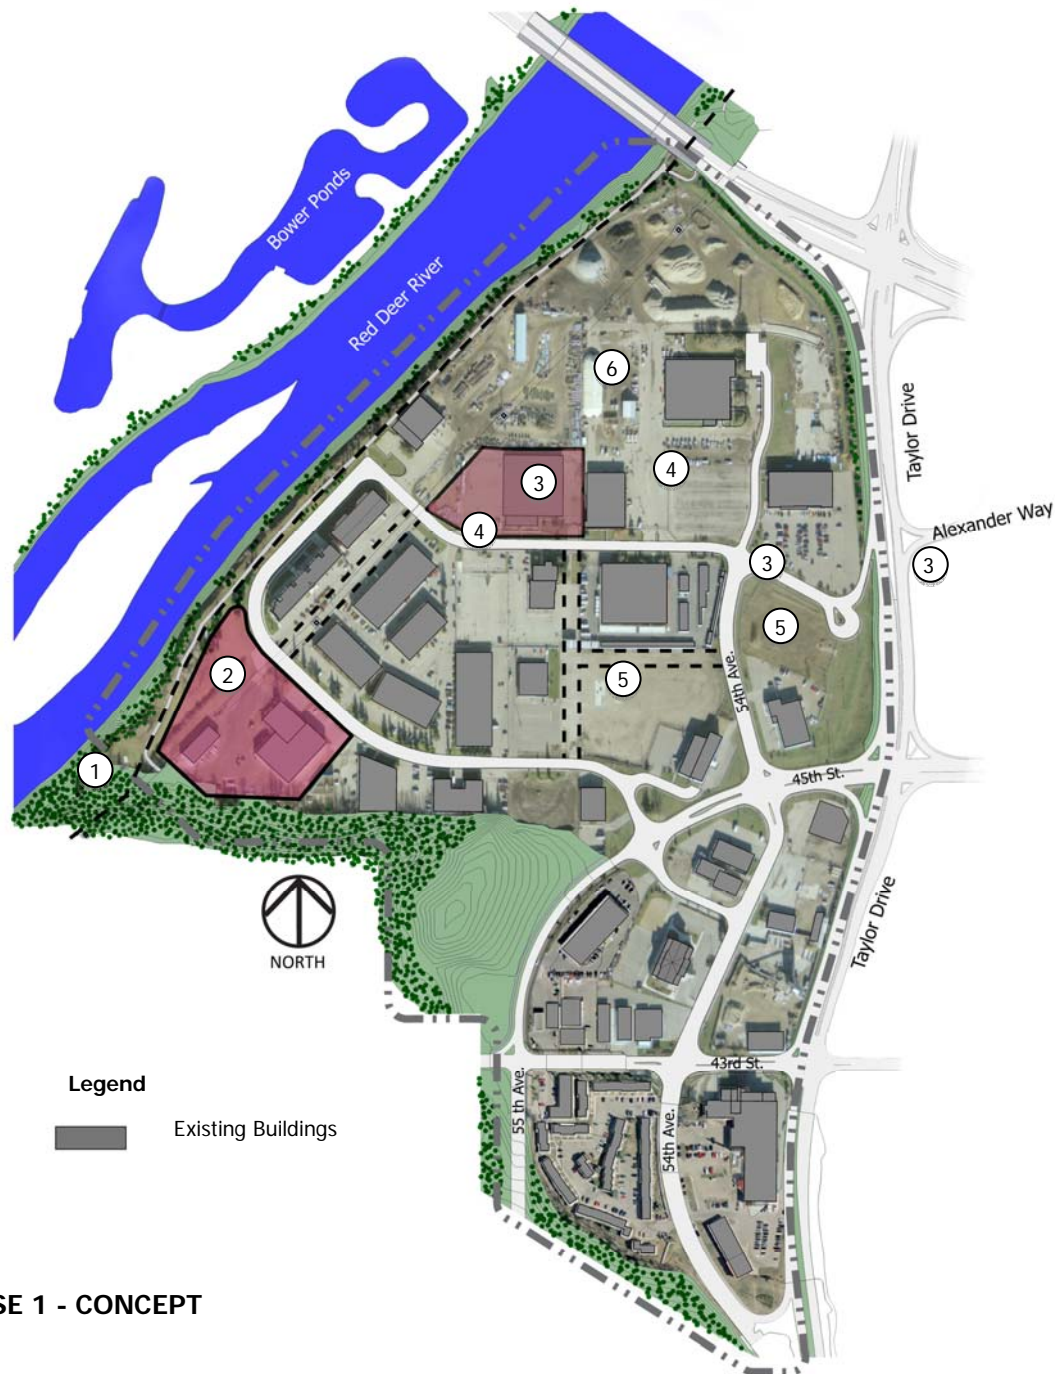 Bower Ponds
Red Deer River
6
Taylor Drive
4
3
Alexander Way
4
3
3
5
2
5
54th Ave.
1
45th St.
Taylor Drive
NORTH
43rd St.
Legend
55 th Ave.
54th Ave.
Existing Buildings
SE 1 - CONCEPT